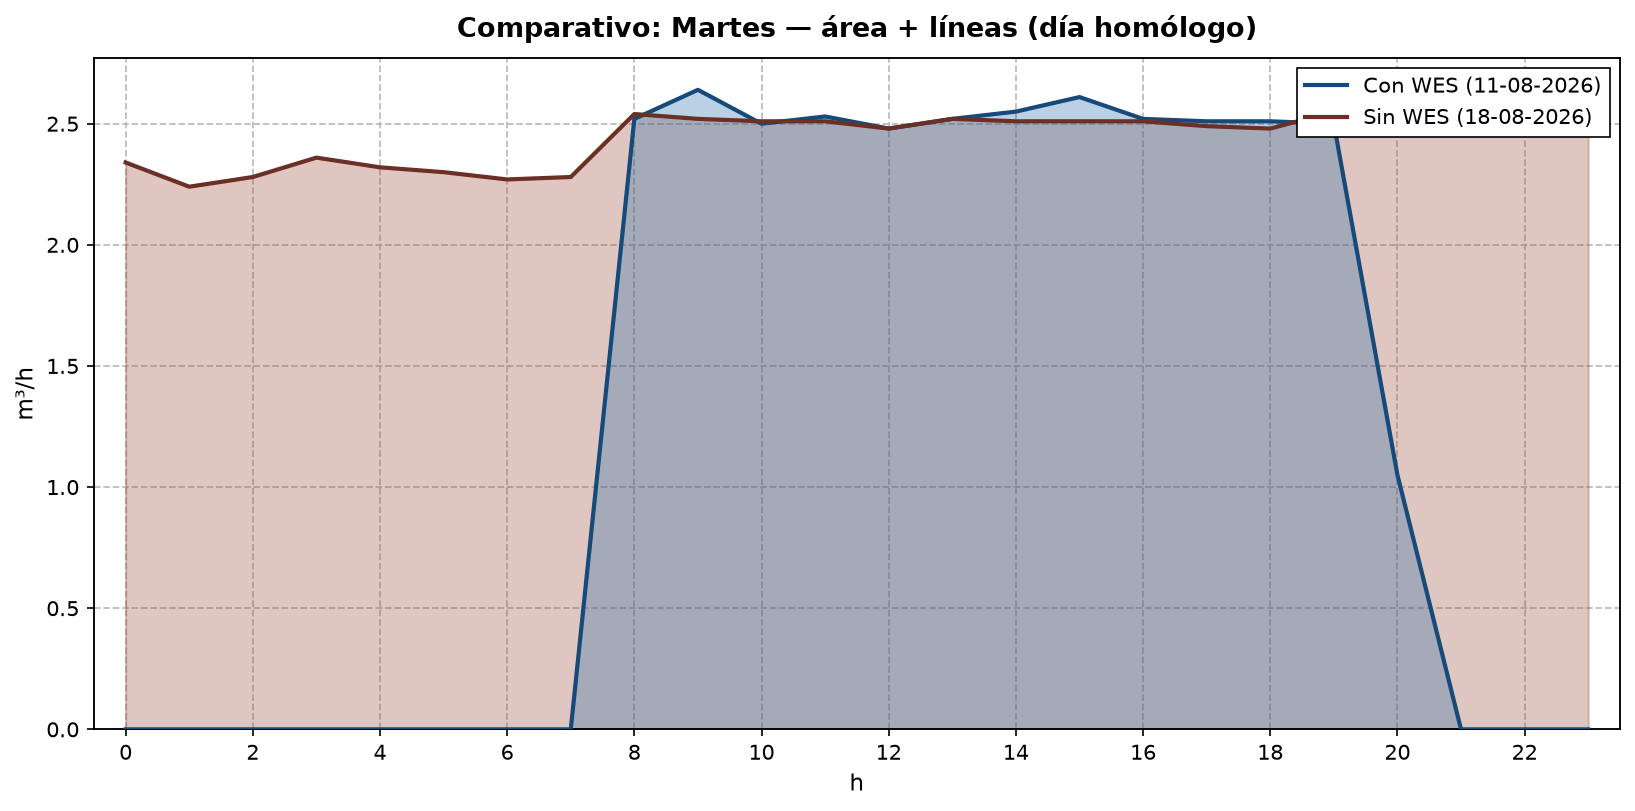 Comparativo: Martes — área + líneas (día homólogo)
Con WES (11-08-2026)
Sin WES (18-08-2026)
2.5
2.0
1.5
1.0
0.5
0.0
m³/h
0 2 4 6 8 10 12 14 16 18 20 22
h